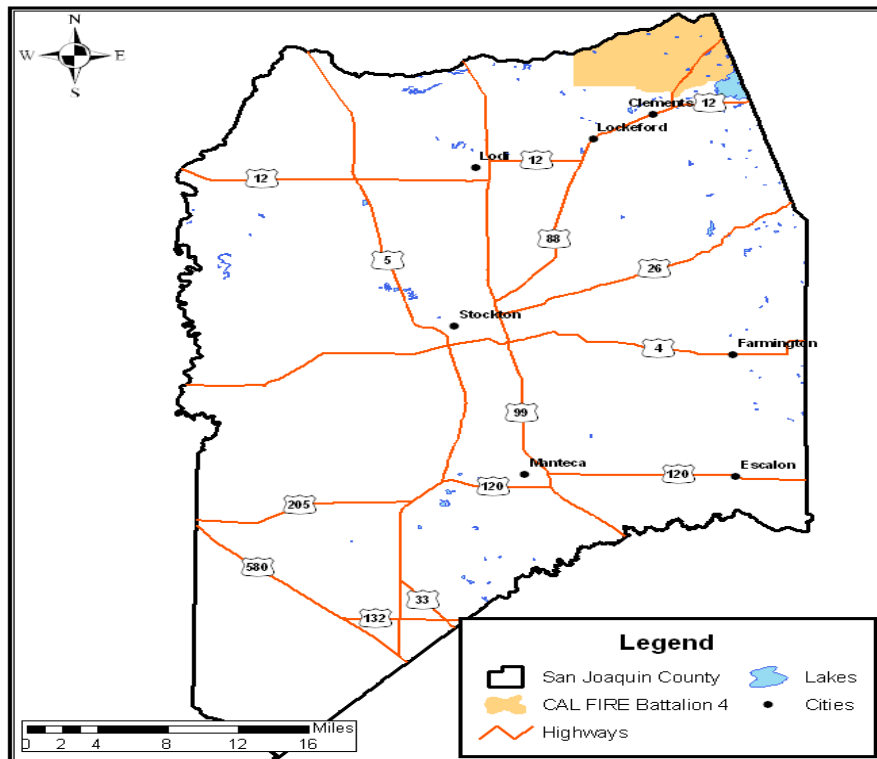 N
W E
S
Clements
12
Lockeford
Lodi
12
12
88
5
26
Stockton
4
Farmington
99
Manteca
Escalon
120
120
205
580
33
132
Legend
San Joaquin County
Lakes
CAL FIRE Battalion 4
Cities
Highways
Miles
0 2 4 8 12 16